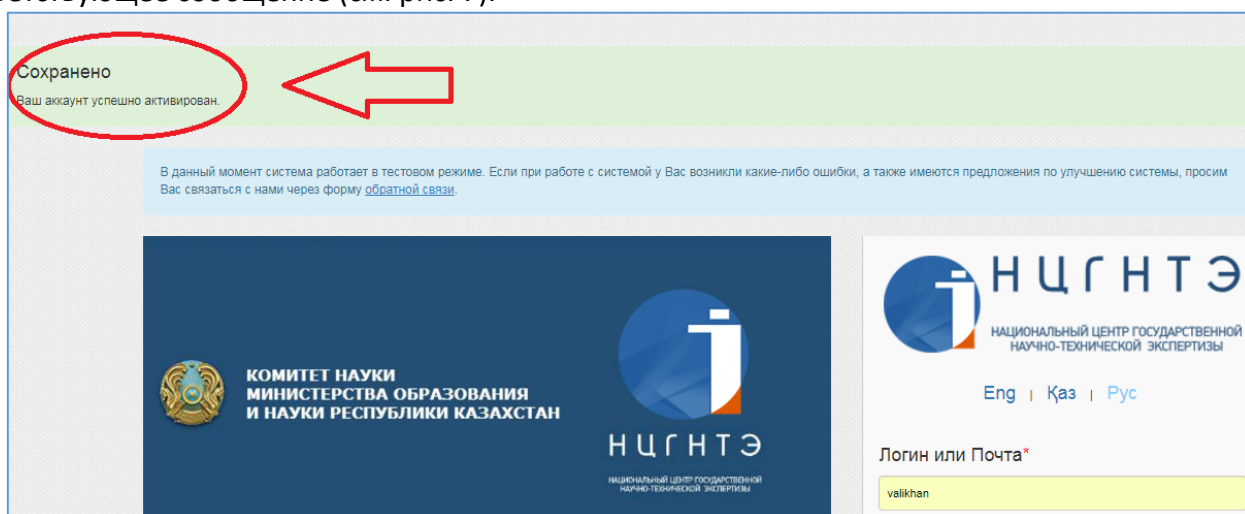 сообщение (см. рис.
Сохранено
Ваш аккаунт успешно активирован.
В данный момент система работает в тестовом режиме. Если при работе с системой у Вас возникли какие-либо ошибки, а также имеются предложения по улучшению системы, просим
Вас связаться с нами через форму обратной связи.
КОМИТЕТ НАУКИ
МИНИСТЕРСТВА ОБРАЗОВАНИЯ
И НАУКИ РЕСПУБЛИКИ КАЗАХСТАН
НЦГНТЭ
НАЦИОНАЛЬНЫЙ ЦЕНТР ГОСУДАРСТВЕННОЙ
НАУЧНО-ТЕХНИЧЕСКОЙ ЭКСПЕРТИЗЫ
НЦГНТЭ
НАЦИОНАЛЬНЫЙ ЦЕНТР ГОСУДАРСТВЕННОЙ
НАУЧНО-ТЕХНИЧЕСКОЙ ЭКСПЕРТИЗЫ
Eng | Қаз | Рус
Логин или Почта*
valikhan